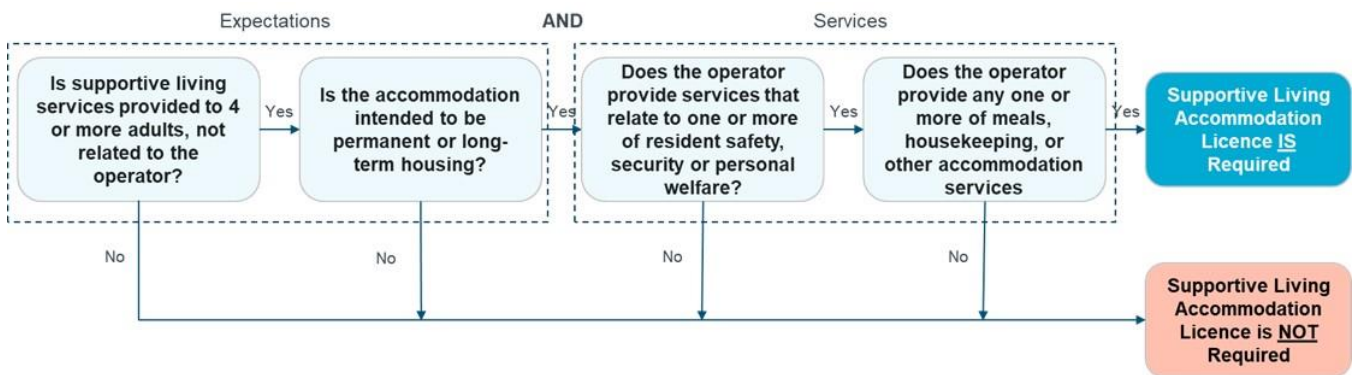 Expectations
AND
Services
Is supportive living
services provided to 4
or more adults, not
related to the
operator?
Yes
Is the accommodation
intended to be
permanent or long-
term housing?
Yes
Does the operator
provide services that
relate to one or more
of resident safety,
security or personal
welfare?
Yes
Does the operator
provide any one or
more of meals,
housekeeping, or
other accommodation
services
Yes
Supportive Living
Accommodation
Licence IS
Required
No
No
No
No
Supportive Living
Accommodation
Licence is NOT
Required